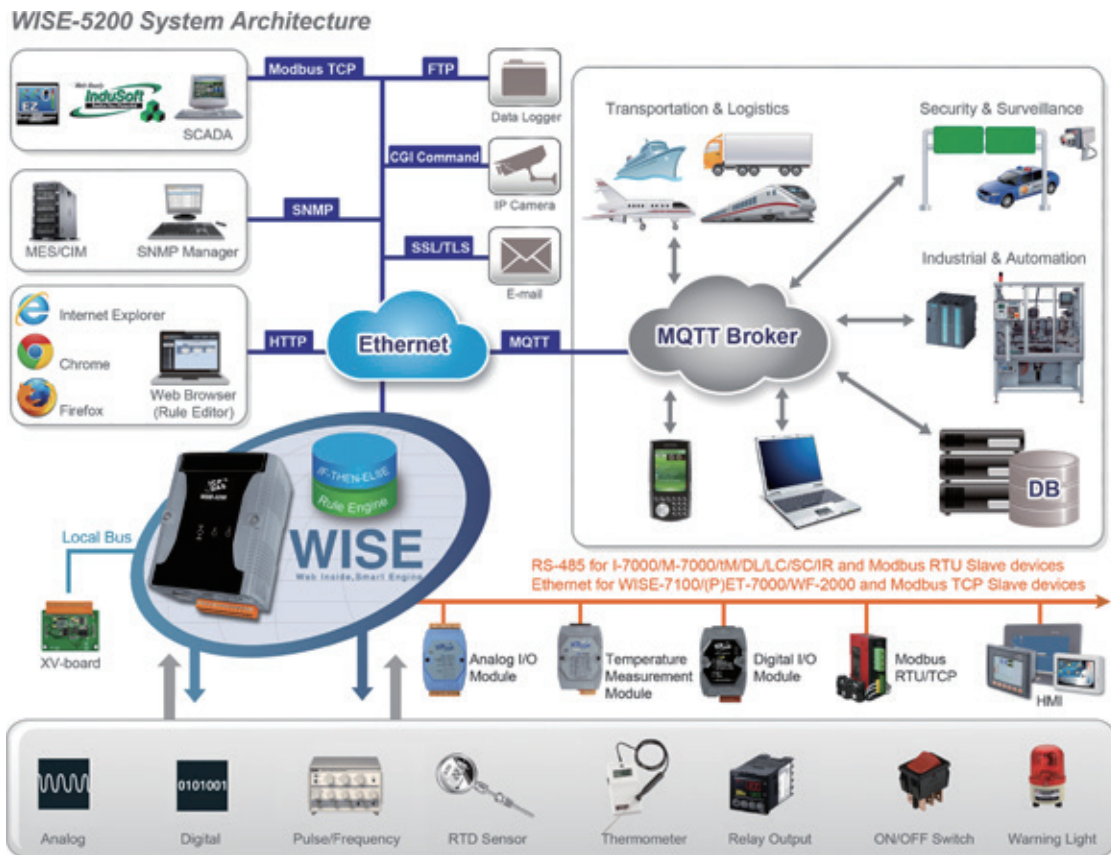 WISE-5200 System Architecture
EZ
InduSoft
SCADA
Modbus TCP
FTP
Data Logger
CGI Command
IP Camera
MES/CIM
SNMP Manager
SNMP
SSL/TLS
E-mail
Internet Explorer
Chrome
Firefox
Web Browser
(Rule Editor)
HTTP
Ethernet
MQTT
Transportation & Logistics
Security & Surveillance
Industrial & Automation
MQTT Broker
DB
IF-THEN-ELSE
Rule Engine
WISE
Web Inside, Smart Engine
Local Bus
XV-board
RS-485 for I-7000/M-7000/tM/DL/LC/SC/IR and Modbus RTU Slave devices
Ethernet for WISE-7100/(P)ET-7000/WF-2000 and Modbus TCP Slave devices
Analog I/O
Module
Temperature
Measurement
Module
Digital I/O
Module
Modbus
RTU/TCP
HMI
0101001
Analog
Digital
Pulse/Frequency
RTD Sensor
Thermometer
Relay Output
ON/OFF Switch
Warning Light